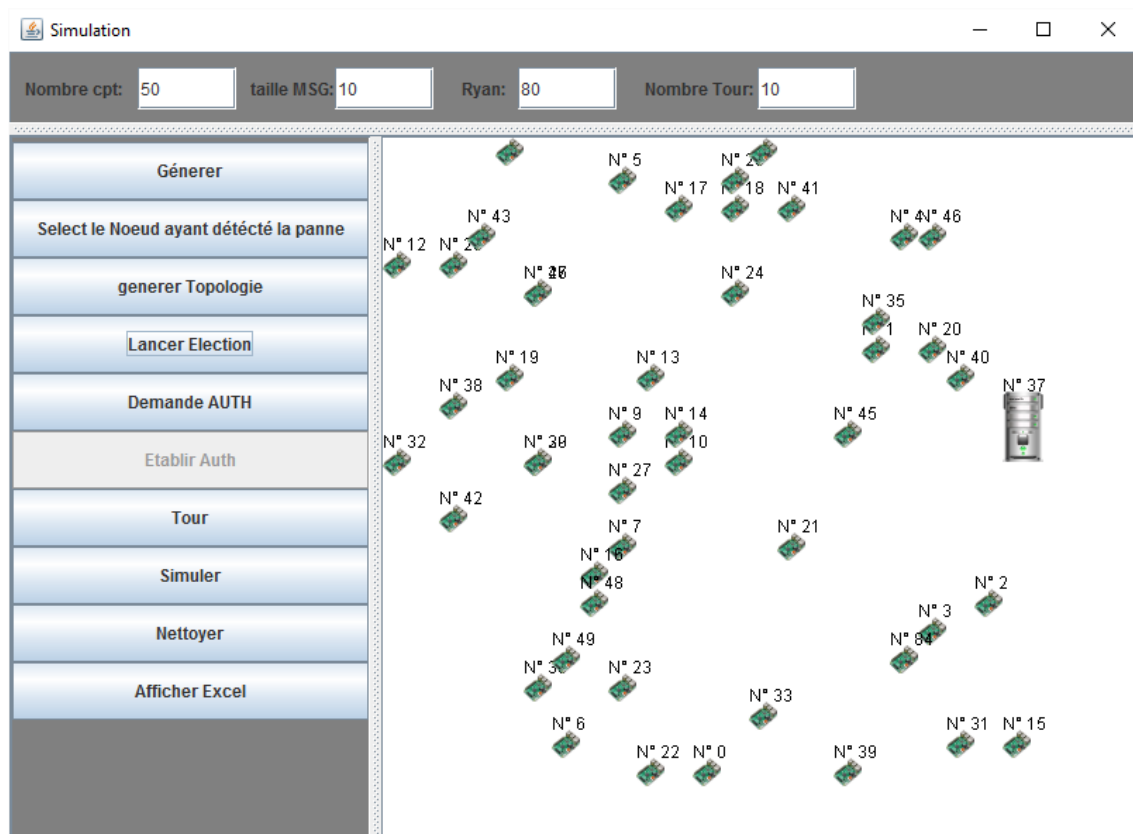 Simulation
Nombre cpt: 50 taille MSG: 10 Ryan: 80 Nombre Tour: 10
Génerer
Select le Noeud ayant détécté la panne
generer Topologie
Lancer Election
Demande AUTH
Etablir Auth
Tour
Simuler
Nettoyer
Afficher Excel
N° 5
N° 17
N° 18
N° 41
N° 43
N° 46
N° 12
N° 24
N° 35
N° 20
N° 19
N° 13
N° 40
N° 38
N° 37
N° 9
N° 14
N° 45
N° 32
N° 10
N° 27
N° 42
N° 7
N° 21
N° 16
N° 48
N° 2
N° 3
N° 49
N° 23
N° 33
N° 6
N° 31
N° 15
N° 22
N° 0
N° 39